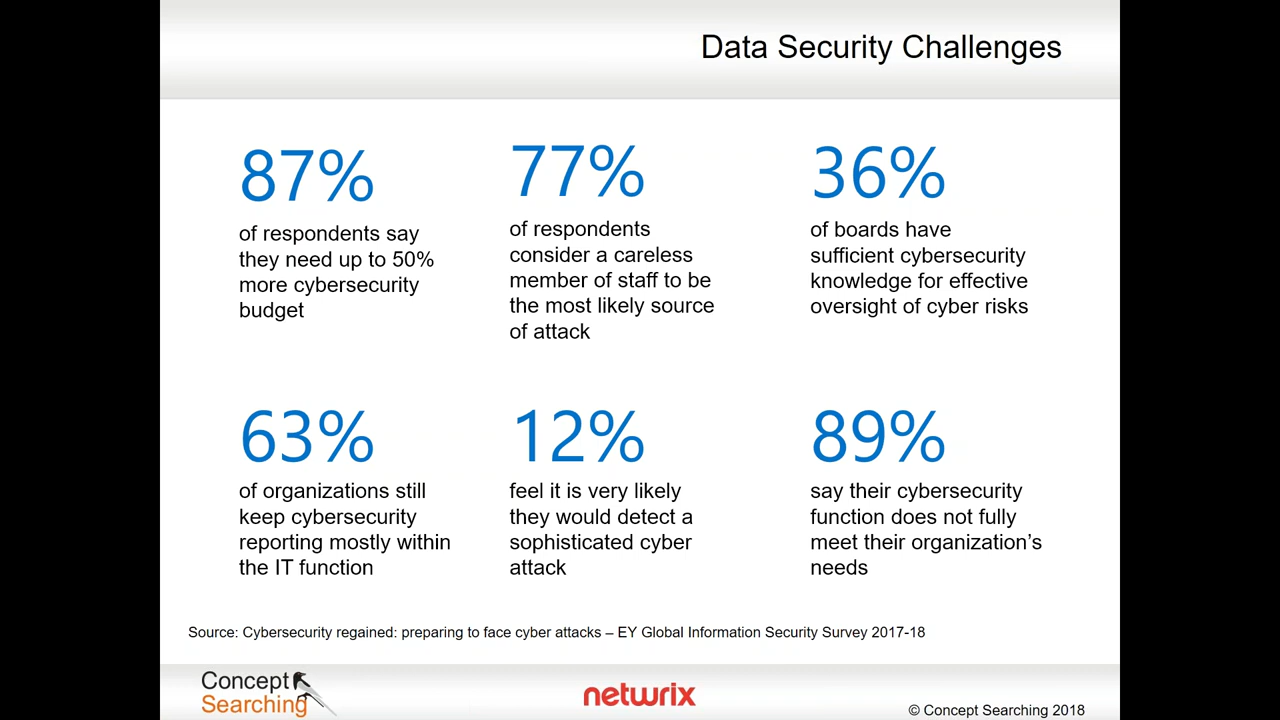 Data Security Challenges
87%
of respondents say
they need up to 50%
more cybersecurity
budget
77%
of respondents
consider a careless
member of staff to be
the most likely source
of attack
36%
of boards have
sufficient cybersecurity
knowledge for effective
oversight of cyber risks
63%
of organizations still
keep cybersecurity
reporting mostly within
the IT function
12%
feel it is very likely
they would detect a
sophisticated cyber
attack
89%
say their cybersecurity
function does not fully
meet their organization’s
needs
Source: Cybersecurity regained: preparing to face cyber attacks – EY Global Information Security Survey 2017-18
Concept
Searching
netwrix
© Concept Searching 2018